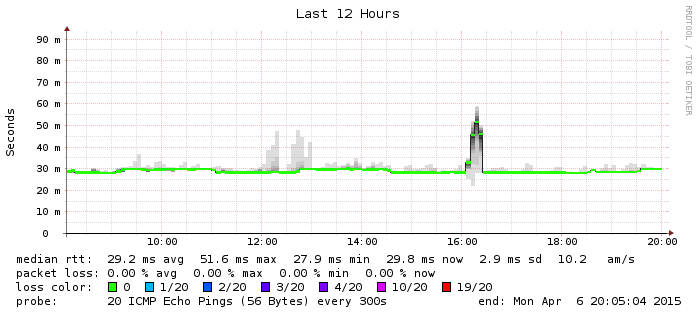 Last 12 Hours
RRDTOOL / TOBI OETIKER
Seconds
90 m
80 m
70 m
60 m
50 m
40 m
30 m
20 m
10 m
0
10:00 12:00 14:00 16:00 18:00 20:00
median rtt: 29.2 ms avg 51.6 ms max 27.9 ms min 29.8 ms now 2.9 ms sd 10.2 am/s
packet loss: 0.00 % avg 0.00 % max 0.00 % min 0.00 % now
loss color: 0 1/20 2/20 3/20 4/20 10/20 19/20
probe: 20 ICMP Echo Pings (56 Bytes) every 300s end: Mon Apr 6 20:05:04 2015